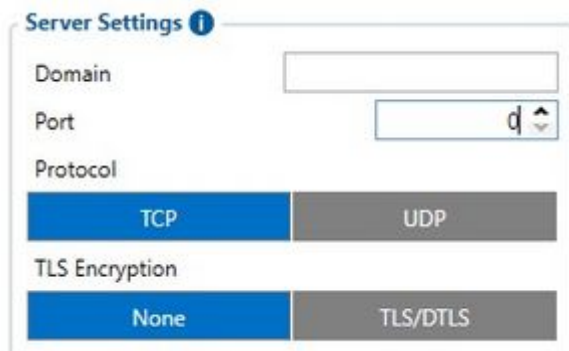 Server Settings i
Domain
Port 0
Protocol
TCP UDP
TLS Encryption
None TLS/DTLS